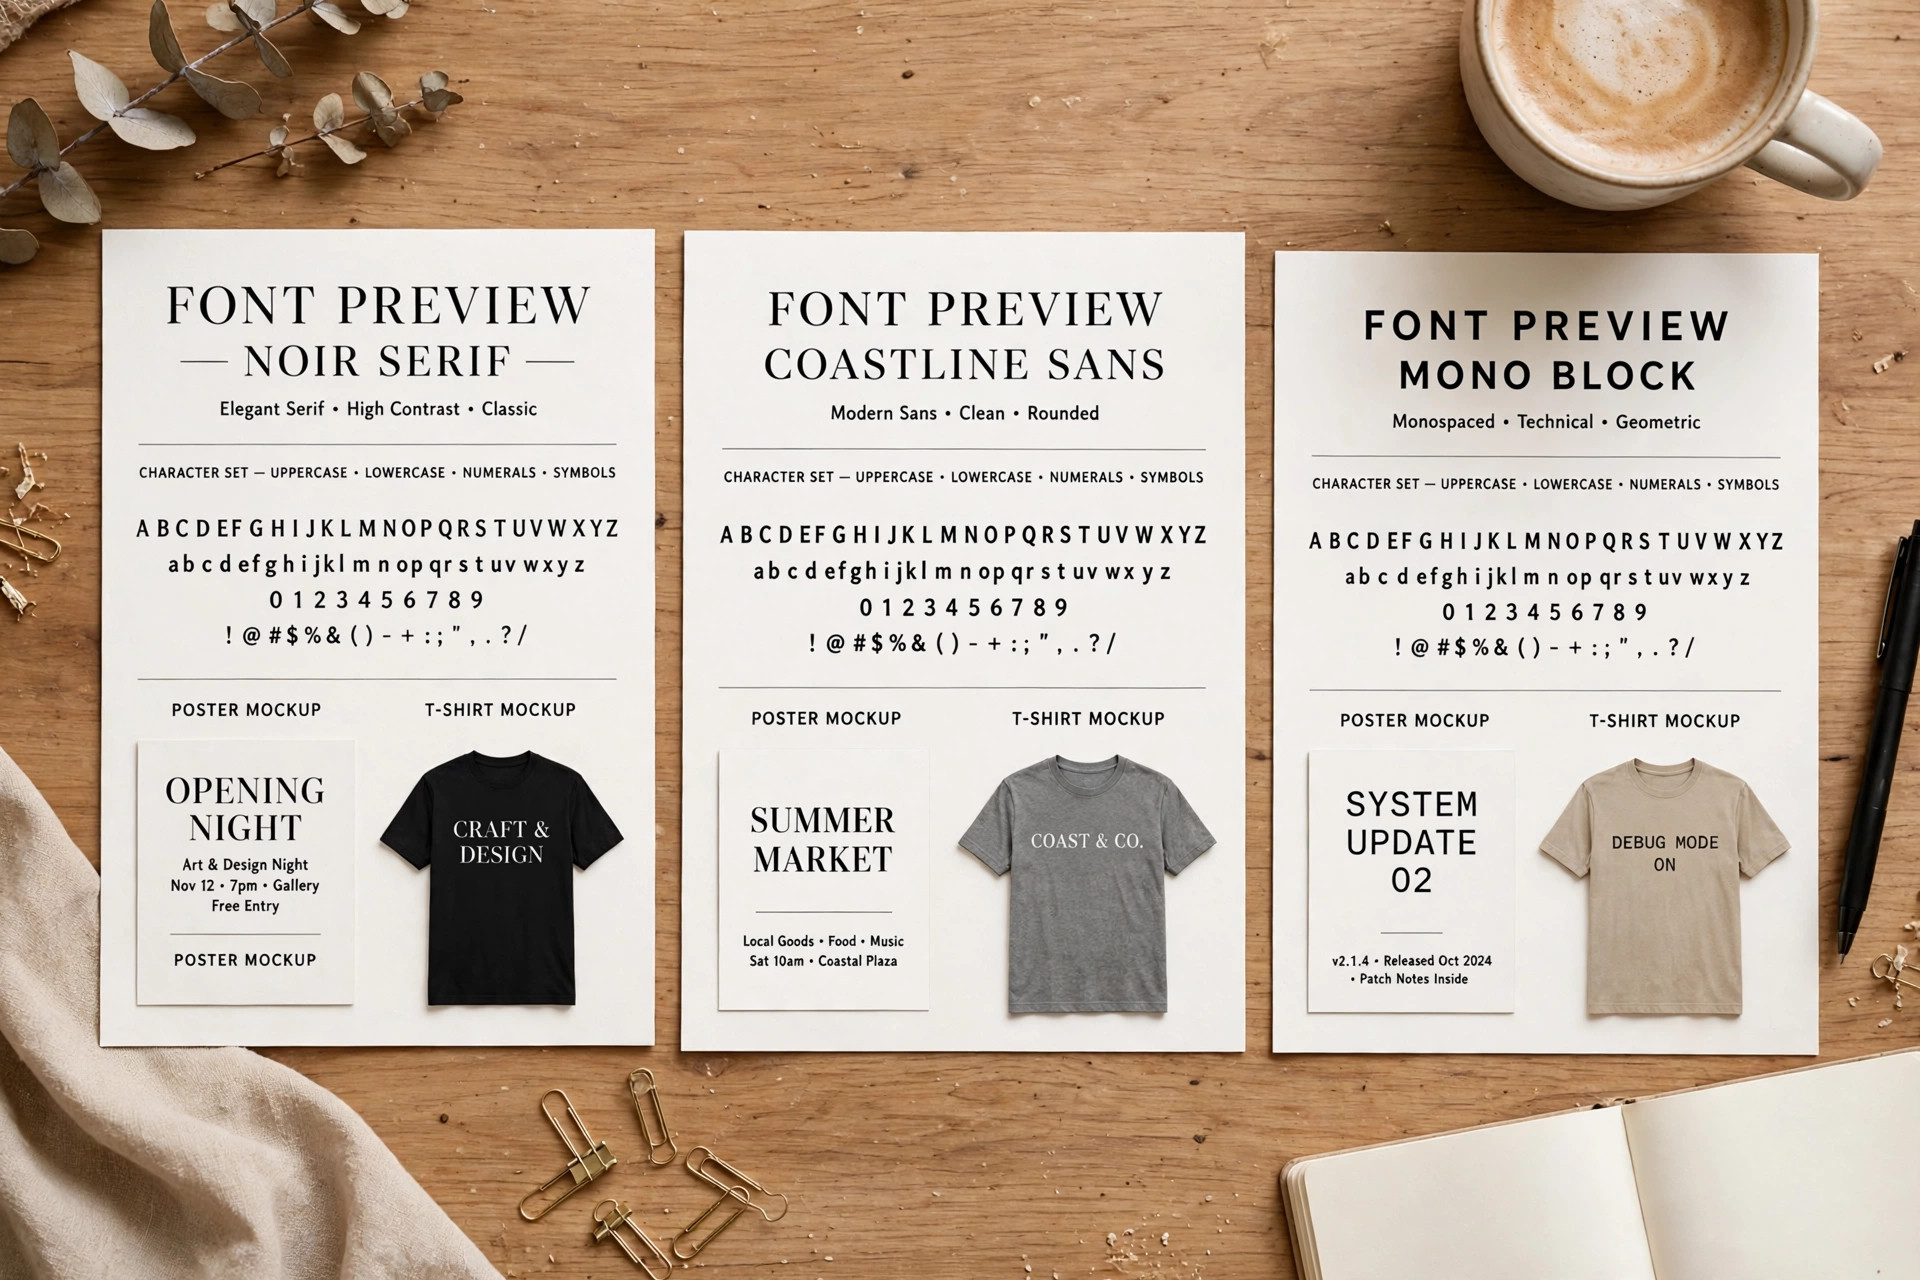 FONT PREVIEW
— NOIR SERIF —
Elegant Serif • High Contrast • Classic
CHARACTER SET — UPPERCASE • LOWERCASE • NUMERALS • SYMBOLS
A B C D E F G H I J K L M N O P Q R S T U V W X Y Z
a b c d e f g h i j k l m n o p q r s t u v w x y z
0 1 2 3 4 5 6 7 8 9
! @ # $ % & ( ) - + : ; " , . ? /
POSTER MOCKUP
OPENING
NIGHT
Art & Design Night
Nov 12 • 7pm • Gallery
Free Entry
POSTER MOCKUP
T-SHIRT MOCKUP
CRAFT &
DESIGN
FONT PREVIEW
COASTLINE SANS
Modern Sans • Clean • Rounded
CHARACTER SET — UPPERCASE • LOWERCASE • NUMERALS • SYMBOLS
A B C D E F G H I J K L M N O P Q R S T U V W X Y Z
a b c d e f g h i j k l m n o p q r s t u v w x y z
0 1 2 3 4 5 6 7 8 9
! @ # $ % & ( ) - + : ; " , . ? /
POSTER MOCKUP
SUMMER
MARKET
Local Goods • Food • Music
Sat 10am • Coastal Plaza
T-SHIRT MOCKUP
COAST & CO.
FONT PREVIEW
MONO BLOCK
Monospaced • Technical • Geometric
CHARACTER SET — UPPERCASE • LOWERCASE • NUMERALS • SYMBOLS
A B C D E F G H I J K L M N O P Q R S T U V W X Y Z
a b c d e f g h i j k l m n o p q r s t u v w x y z
0 1 2 3 4 5 6 7 8 9
! @ # $ % & ( ) - + : ; " , . ? /
POSTER MOCKUP
SYSTEM
UPDATE
02
v2.1.4 • Released Oct 2024
• Patch Notes Inside
T-SHIRT MOCKUP
DEBUG MODE
ON